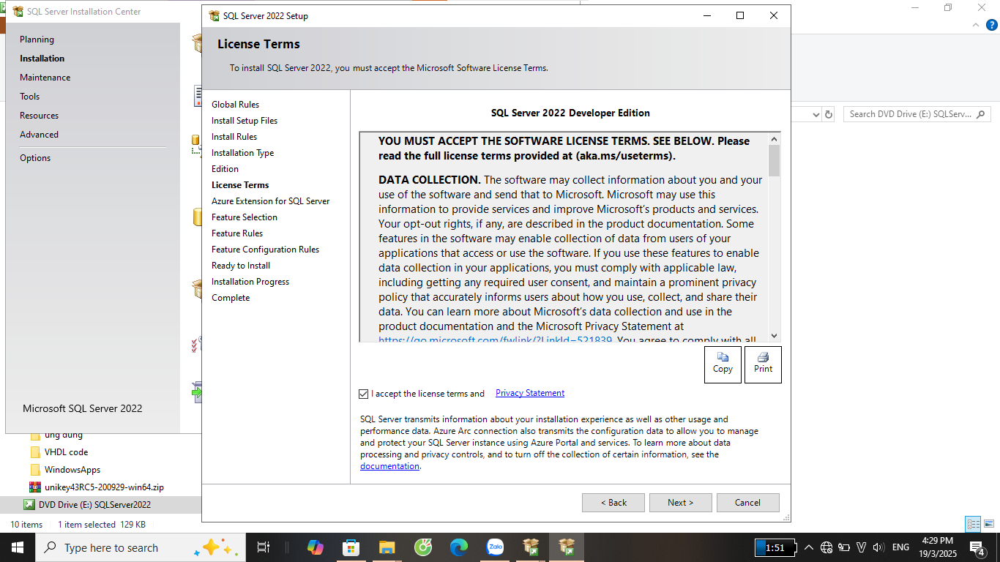 SQL Server Installation Center
Planning
Installation
Maintenance
Tools
Resources
Advanced
Options
Microsoft SQL Server 2022
SQL Server 2022 Setup
License Terms
To install SQL Server 2022, you must accept the Microsoft Software License Terms.
Global Rules
Install Setup Files
Install Rules
Installation Type
Edition
License Terms
Azure Extension for SQL Server
Feature Selection
Feature Rules
Feature Configuration Rules
Ready to Install
Installation Progress
Complete
SQL Server 2022 Developer Edition
YOU MUST ACCEPT THE SOFTWARE LICENSE TERMS. SEE BELOW. Please
read the full license terms provided at (aka.ms/useterms).
DATA COLLECTION. The software may collect information about you and your
use of the software and send that to Microsoft. Microsoft may use this
information to provide services and improve Microsoft's products and services.
Your opt-out rights, if any, are described in the product documentation. Some
features in the software may enable collection of data from users of your
applications that access or use the software. If you use these features to enable
data collection in your applications, you must comply with applicable law,
including getting any required user consent, and maintain a prominent privacy
policy that accurately informs users about how you use, collect, and share their
data. You can learn more about Microsoft's data collection and use in the
product documentation and the Microsoft Privacy Statement at
https://go.microsoft.com/fwlink/?LinkId=521839. You agree to comply with all
Copy
Print
I accept the license terms and Privacy Statement
SQL Server transmits information about your installation experience as well as other usage and
performance data. Azure Arc connection also transmits the configuration data to allow you to manage
and protect your SQL Server instance using Azure Portal and services. To learn more about data
processing and privacy controls, and to turn off the collection of certain information, see the
documentation.
< Back
Next >
Cancel
Search DVD Drive (E:) SQLServ...
ung dung
VHDL code
WindowsApps
unikey43RC5-200929-win64.zip
DVD Drive (E:) SQLServer2022
10 items 1 item selected 129 KB
Type here to search
Zalo
1:51
ENG
4:29 PM
19/3/2025
4